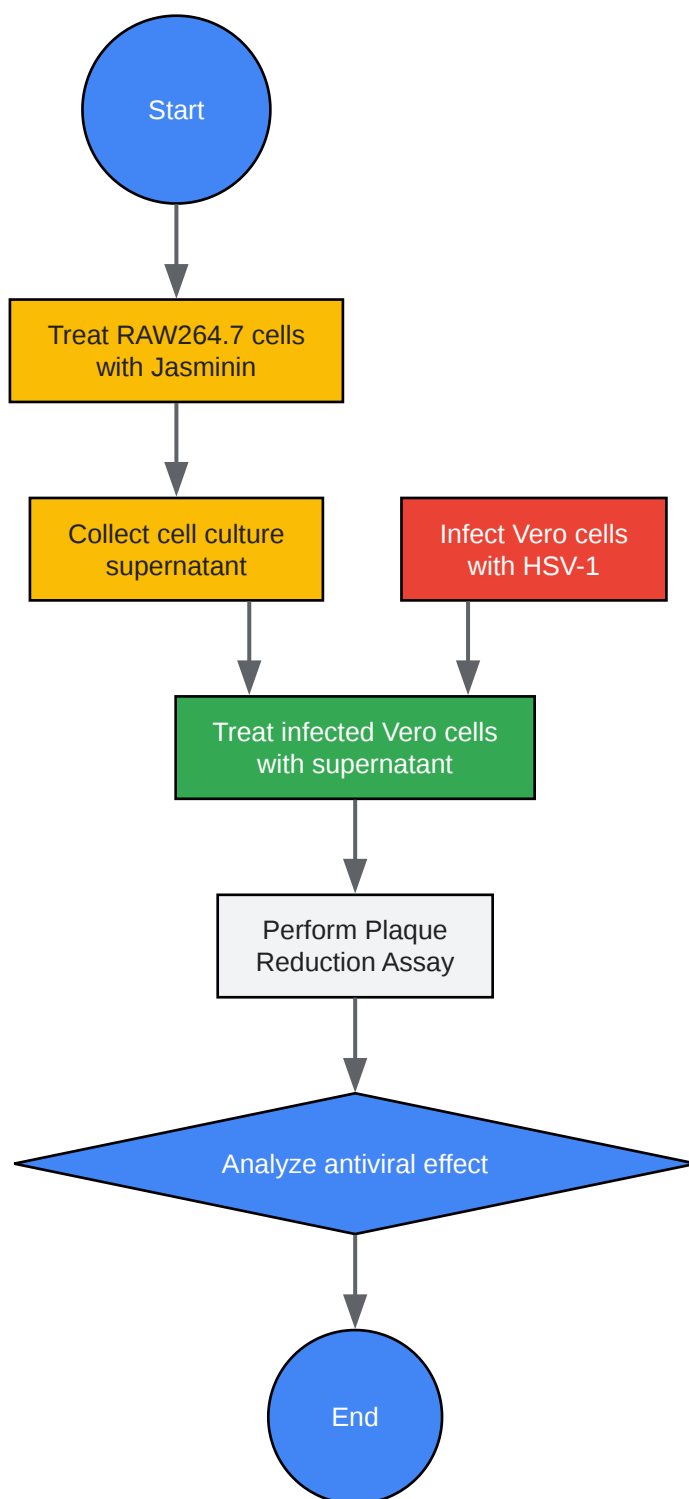 Start
Treat RAW264.7 cells
with Jasminin
Collect cell culture
supernatant
Infect Vero cells
with HSV-1
Treat infected Vero cells
with supernatant
Perform Plaque
Reduction Assay
Analyze antiviral effect
End